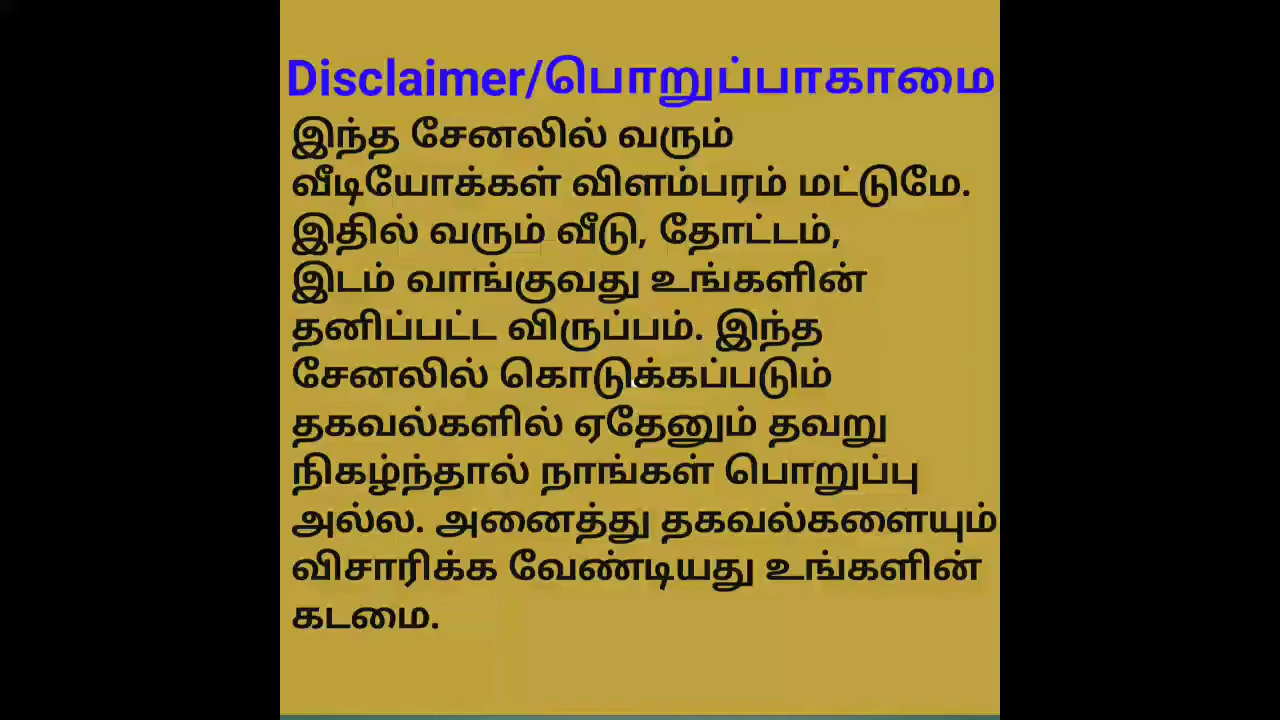 Disclaimer/பொறுப்பாகாமை
இந்த சேனலில் வரும்
வீடியோக்கள் விளம்பரம் மட்டுமே.
இதில் வரும் வீடு, தோட்டம்,
இடம் வாங்குவது உங்களின்
தனிப்பட்ட விருப்பம். இந்த
சேனலில் கொடுக்கப்படும்
தகவல்களில் ஏதேனும் தவறு
நிகழ்ந்தால் நாங்கள் பொறுப்பு
அல்ல. அனைத்து தகவல்களையும்
விசாரிக்க வேண்டியது உங்களின்
கடமை.